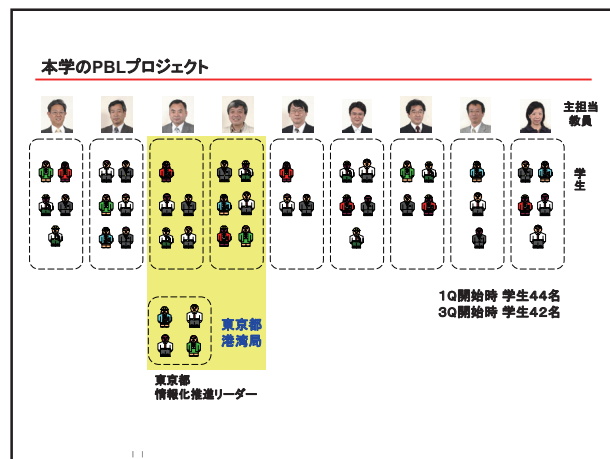 本学のPBLプロジェクト
主担当
教員
学生
1Q開始時 学生44名
3Q開始時 学生42名
東京都
港湾局
東京都
情報化推進リーダー